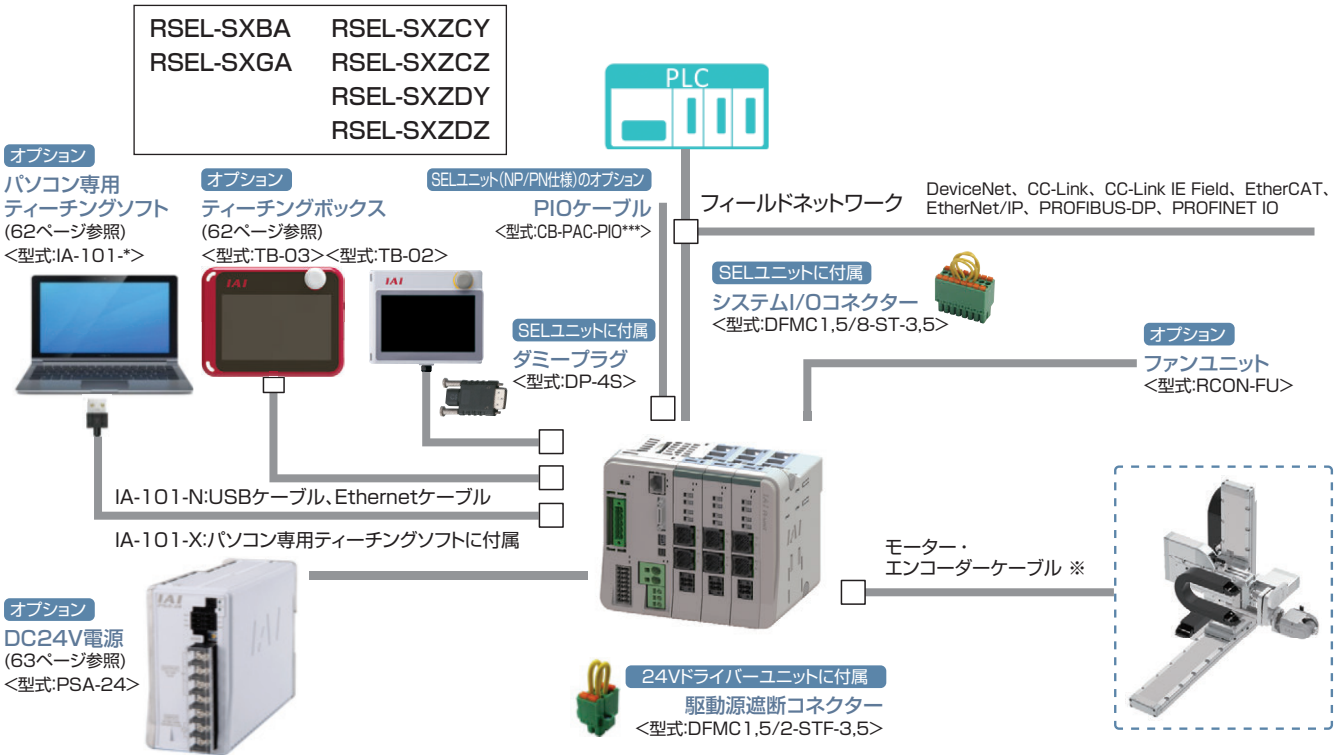 RSEL-SXBA RSEL-SXZCY
RSEL-SXGA RSEL-SXZCZ
RSEL-SXZDY
RSEL-SXZDZ
PLC
オプション
パソコン専用
ティーチングソフト
(62ページ参照)
<型式:IA-101-*>
オプション
ティーチングボックス
(62ページ参照)
<型式:TB-03><型式:TB-02>
IAI
IAI
SELユニット(NP/PN仕様)のオプション
PIOケーブル
<型式:CB-PAC-PIO***>
フィールドネットワーク
DeviceNet、CC-Link、CC-Link IE Field、EtherCAT、
EtherNet/IP、PROFIBUS-DP、PROFINET IO
SELユニットに付属
システムI/Oコネクター
<型式:DFMC1,5/8-ST-3,5>
SELユニットに付属
ダミープラグ
<型式:DP-4S>
オプション
ファンユニット
<型式:RCON-FU>
IA-101-N:USBケーブル、Ethernetケーブル
IA-101-X:パソコン専用ティーチングソフトに付属
モーター・
エンコーダーケーブル ※
オプション
DC24V電源
(63ページ参照)
<型式:PSA-24>
IAI
24Vドライバーユニットに付属
駆動源遮断コネクター
<型式:DFMC1,5/2-STF-3,5>